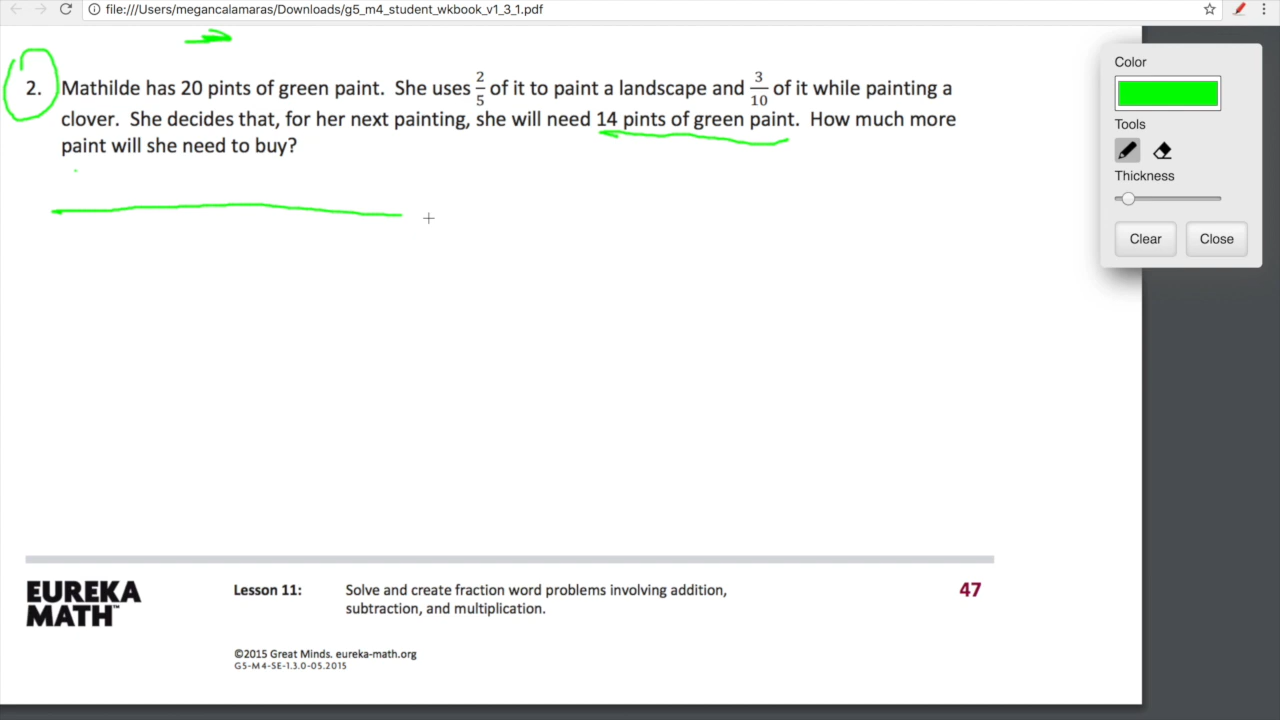 file:///Users/megancalamaras/Downloads/g5_m4_student_wkbook_v1_3_1.pdf
Color
Tools
Thickness
Clear Close
2. Mathilde has 20 pints of green paint. She uses 2/5 of it to paint a landscape and 3/10 of it while painting a
clover. She decides that, for her next painting, she will need 14 pints of green paint. How much more
paint will she need to buy?
EUREKA
MATH™
Lesson 11: Solve and create fraction word problems involving addition,
subtraction, and multiplication.
47
©2015 Great Minds. eureka-math.org
G5-M4-SE-1.3.0-05.2015